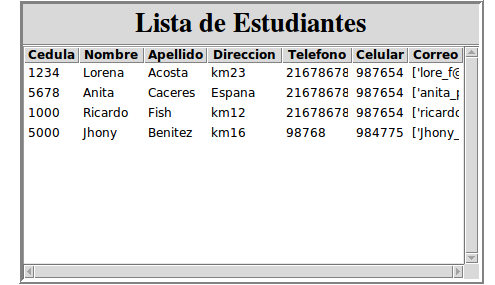 Lista de Estudiantes
Cedula Nombre Apellido Direccion Telefono Celular Correo
1234 Lorena Acosta km23 21678678 987654 ['lore_f@
5678 Anita Caceres Espana 21678678 987654 ['anita_p
1000 Ricardo Fish km12 21678678 987654 ['ricardo
5000 Jhony Benitez km16 98768 984775 ['Jhony_